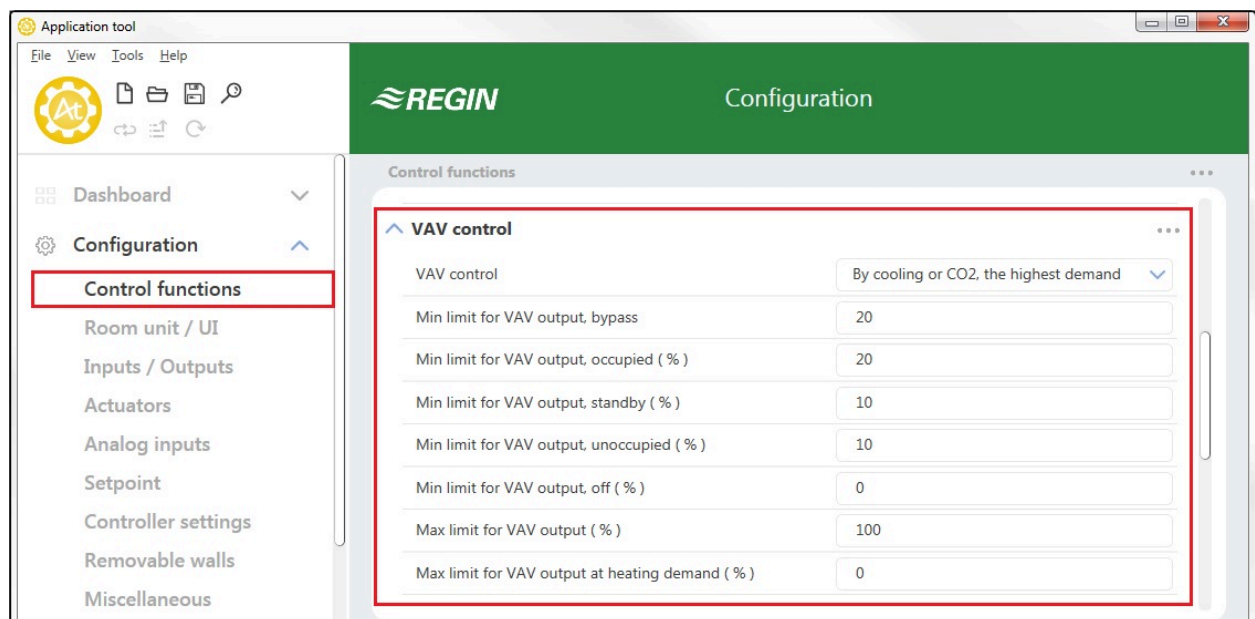 Application tool
File View Tools Help
At
REGIN
Configuration
Control functions
Dashboard
Configuration
Control functions
Room unit / UI
Inputs / Outputs
Actuators
Analog inputs
Setpoint
Controller settings
Removable walls
Miscellaneous
VAV control
VAV control By cooling or CO2, the highest demand
Min limit for VAV output, bypass 20
Min limit for VAV output, occupied ( % ) 20
Min limit for VAV output, standby ( % ) 10
Min limit for VAV output, unoccupied ( % ) 10
Min limit for VAV output, off ( % ) 0
Max limit for VAV output ( % ) 100
Max limit for VAV output at heating demand ( % ) 0